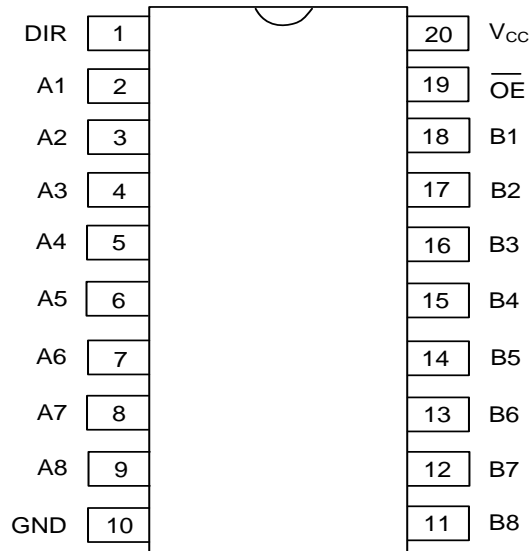 DIR 1 20 VCC
A1 2 19 OE
A2 3 18 B1
A3 4 17 B2
A4 5 16 B3
A5 6 15 B4
A6 7 14 B5
A7 8 13 B6
A8 9 12 B7
GND 10 11 B8